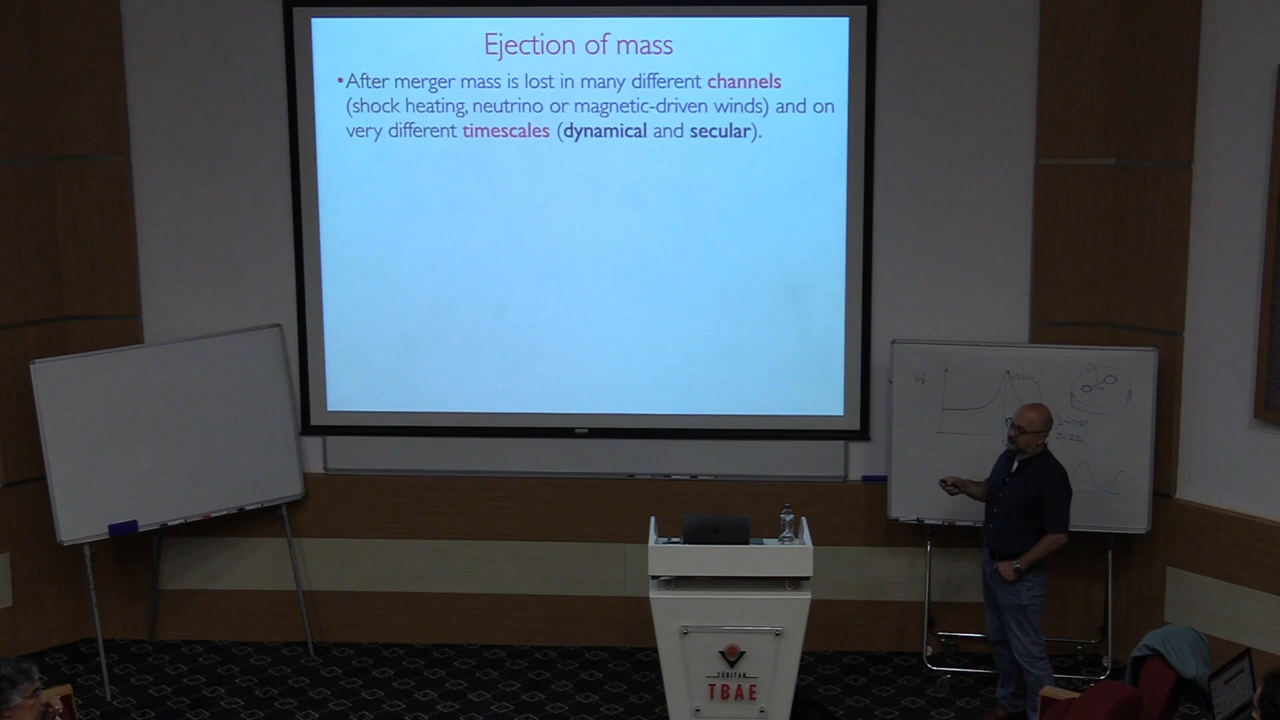 Ejection of mass
•After merger mass is lost in many different channels
(shock heating, neutrino or magnetic-driven winds) and on
very different timescales (dynamical and secular).
TÜBİTAK
TBAE